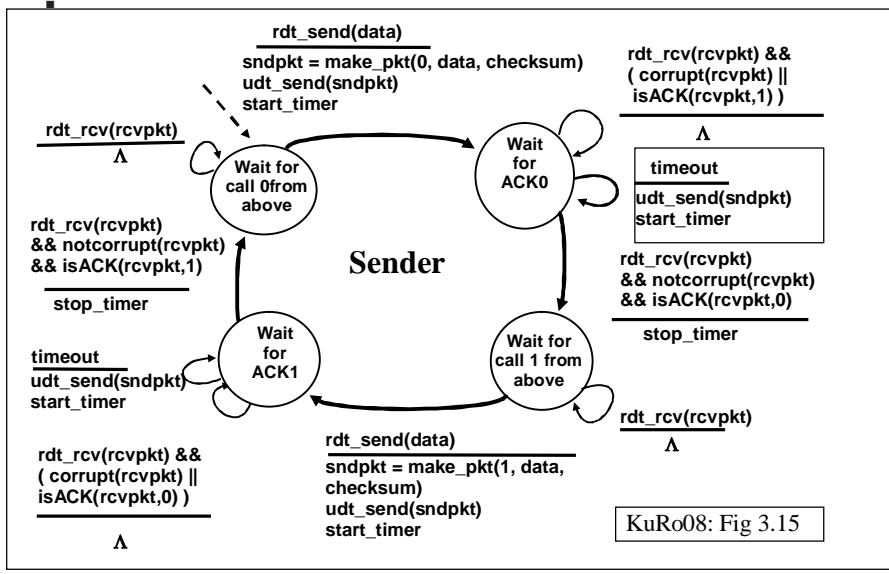 rdt_send(data)
sndpkt = make_pkt(0, data, checksum)
udt_send(sndpkt)
start_timer
rdt_rcv(rcvpkt) &&
( corrupt(rcvpkt) ||
isACK(rcvpkt,1) )
Λ
rdt_rcv(rcvpkt)
Λ
Wait for
call 0from
above
Wait
for
ACK0
timeout
udt_send(sndpkt)
start_timer
rdt_rcv(rcvpkt)
&& notcorrupt(rcvpkt)
&& isACK(rcvpkt,1)
stop_timer
Sender
rdt_rcv(rcvpkt)
&& notcorrupt(rcvpkt)
&& isACK(rcvpkt,0)
stop_timer
Wait
for
ACK1
Wait for
call 1 from
above
timeout
udt_send(sndpkt)
start_timer
rdt_rcv(rcvpkt)
Λ
rdt_send(data)
sndpkt = make_pkt(1, data,
checksum)
udt_send(sndpkt)
start_timer
rdt_rcv(rcvpkt) &&
( corrupt(rcvpkt) ||
isACK(rcvpkt,0) )
Λ
KuRo08: Fig 3.15